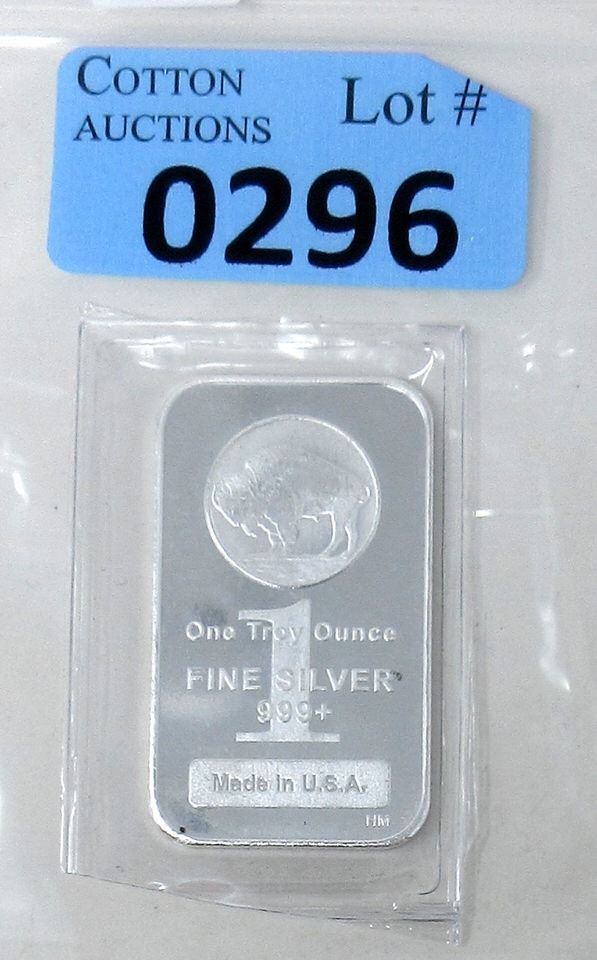 COTTON
AUCTIONS
Lot #
0296
1
One Troy Ounce
FINE SILVER
999+
Made in U.S.A.
HM